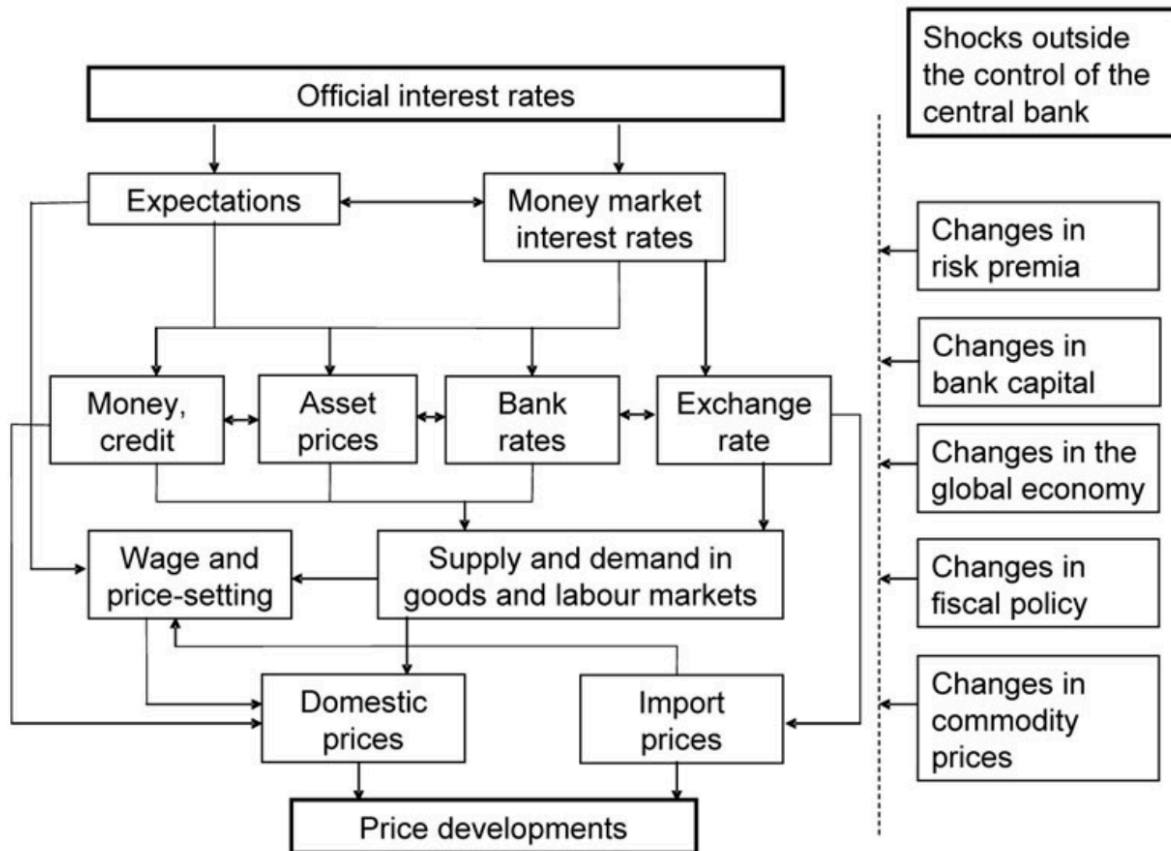 Official interest rates
Shocks outside
the control of the
central bank
Expectations
Money market
interest rates
Changes in
risk premia
Money,
credit
Asset
prices
Bank
rates
Exchange
rate
Changes in
bank capital
Changes in the
global economy
Wage and
price-setting
Supply and demand in
goods and labour markets
Changes in
fiscal policy
Domestic
prices
Import
prices
Changes in
commodity
prices
Price developments